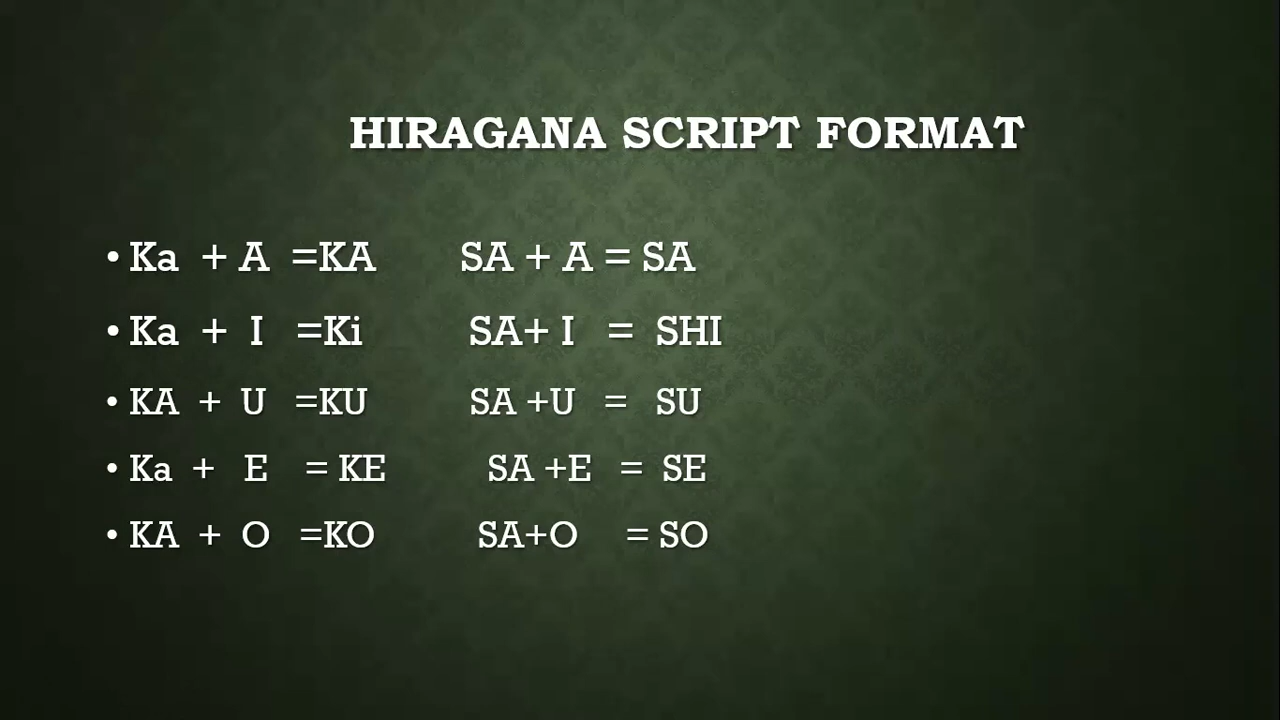 HIRAGANA SCRIPT FORMAT
• Ka + A =KA SA + A = SA
• Ka + I =Ki SA+ I = SHI
• KA + U =KU SA +U = SU
• Ka + E = KE SA +E = SE
• KA + O =KO SA+O = SO